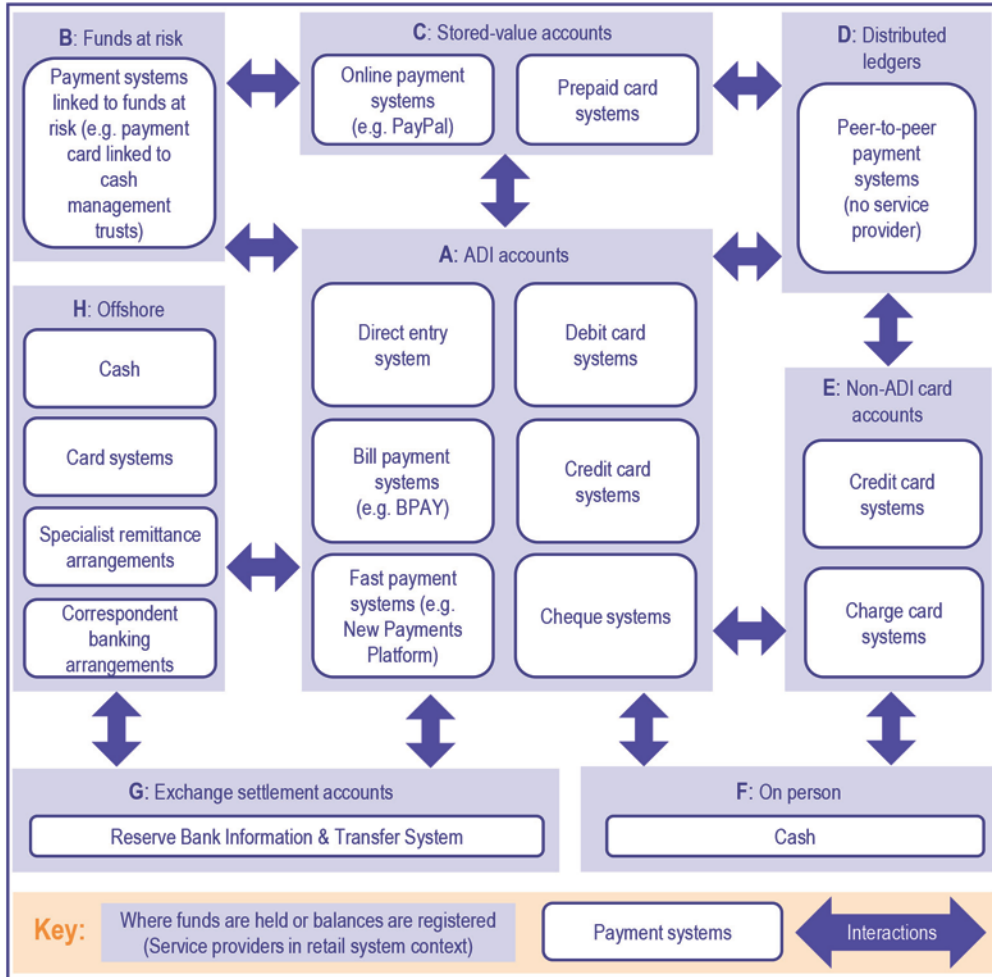 B: Funds at risk
Payment systems
linked to funds at
risk (e.g. payment
card linked to
cash
management
trusts)
C: Stored-value accounts
Online payment
systems
(e.g. PayPal)
Prepaid card
systems
D: Distributed
ledgers
Peer-to-peer
payment
systems
(no service
provider)
A: ADI accounts
Direct entry
system
Debit card
systems
Bill payment
systems
(e.g. BPAY)
Credit card
systems
Fast payment
systems (e.g.
New Payments
Platform)
Cheque systems
H: Offshore
Cash
Card systems
Specialist remittance
arrangements
Correspondent
banking
arrangements
E: Non-ADI card
accounts
Credit card
systems
Charge card
systems
G: Exchange settlement accounts
Reserve Bank Information & Transfer System
F: On person
Cash
Key:
Where funds are held or balances are registered
(Service providers in retail system context)
Payment systems
Interactions